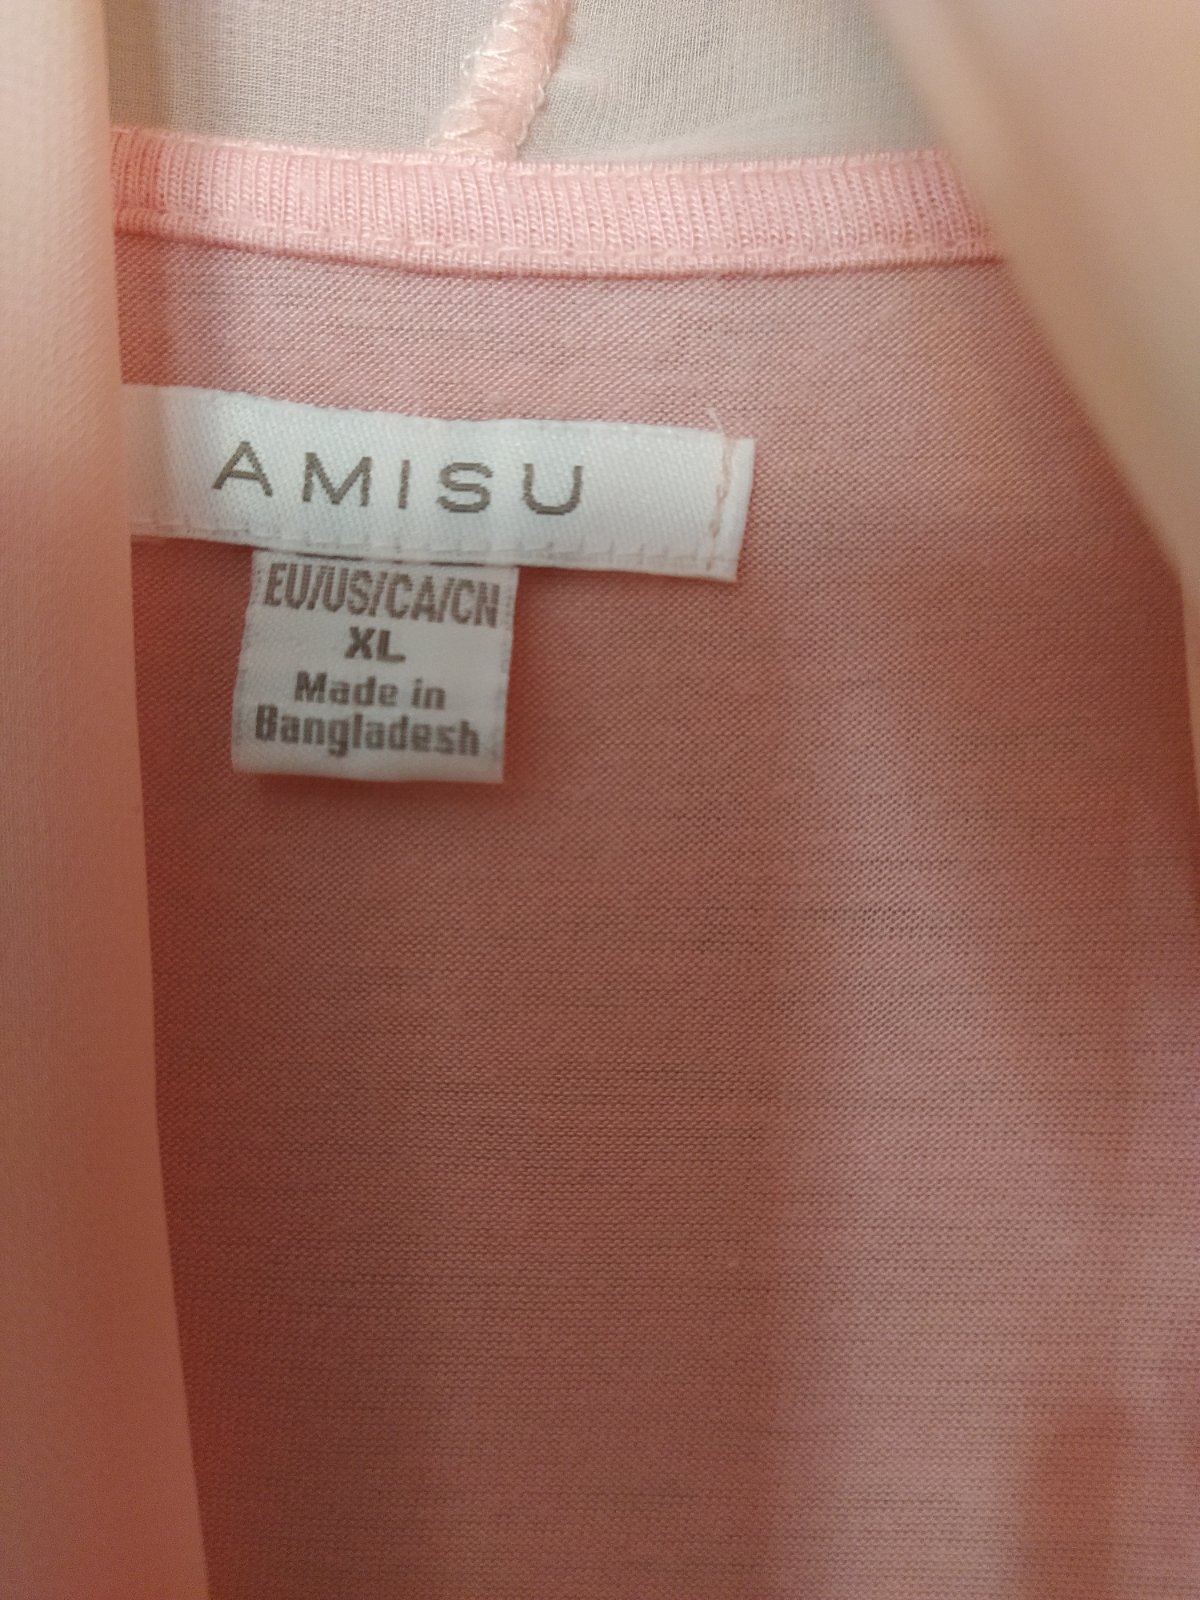 AMISU
EU/US/CA/CN
XL
Made in
Bangladesh